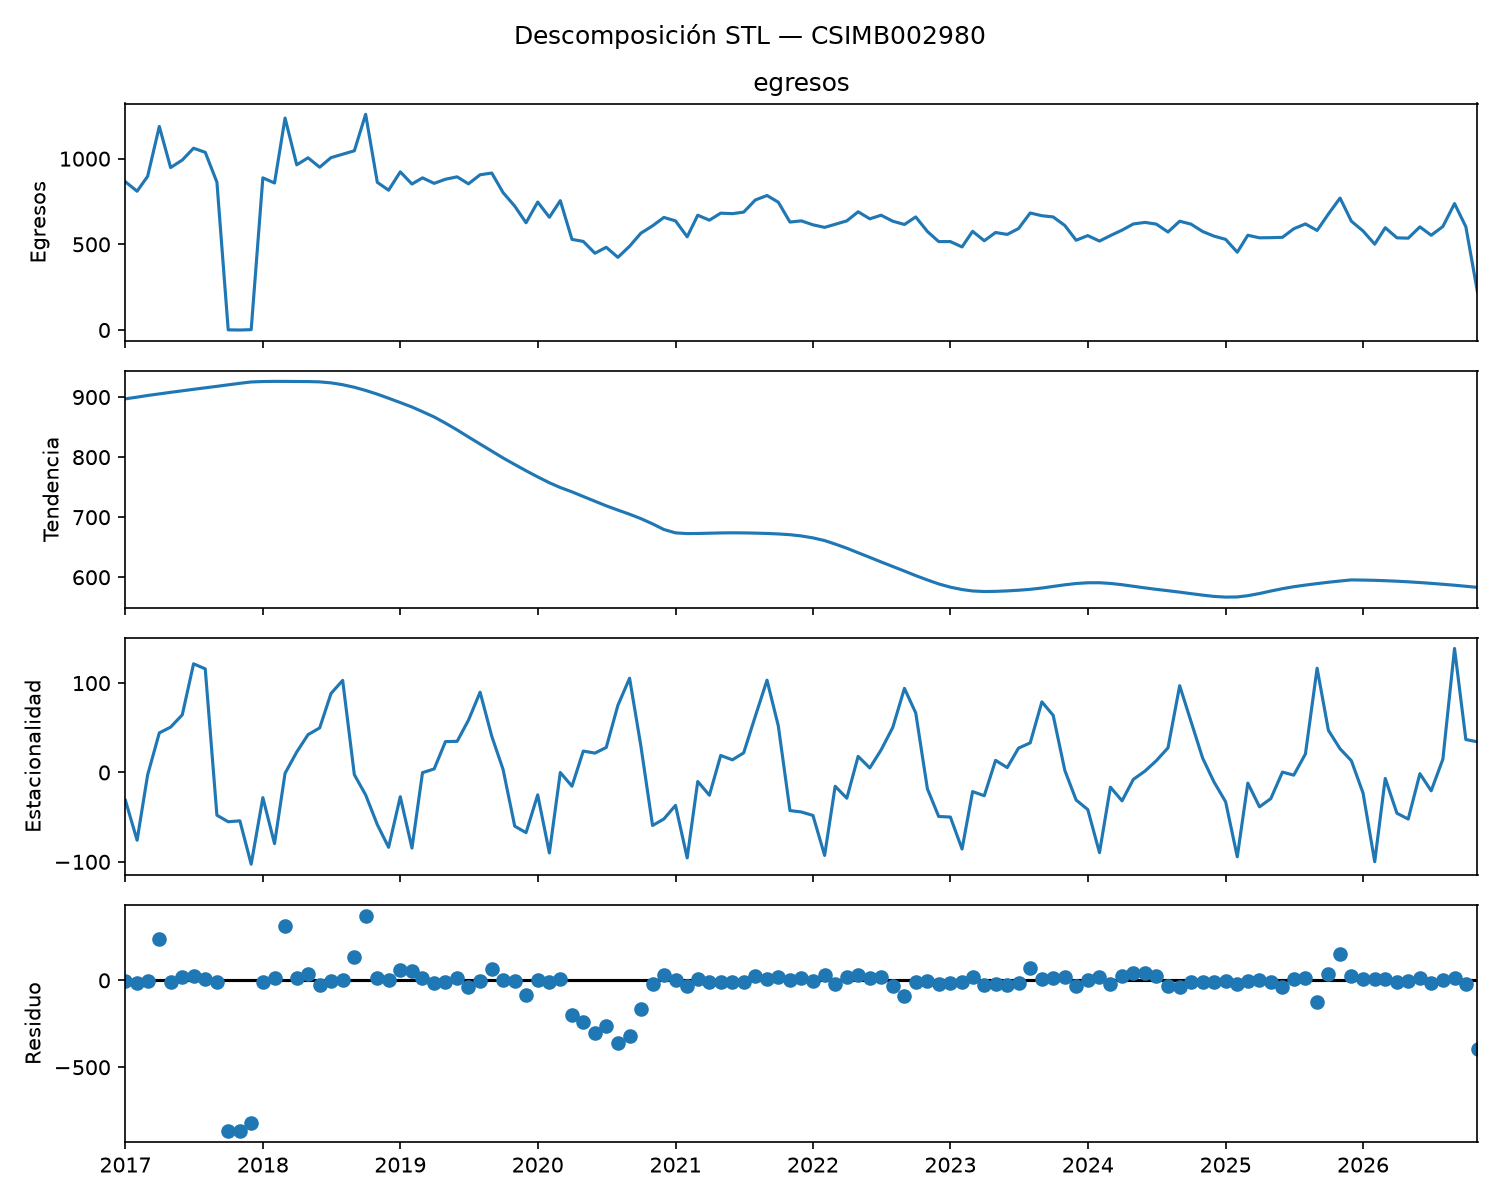 Descomposición STL — CSIMB002980
egresos
Egresos
1000
500
0
Tendencia
900
800
700
600
Estacionalidad
100
0
−100
Residuo
0
−500
2017 2018 2019 2020 2021 2022 2023 2024 2025 2026